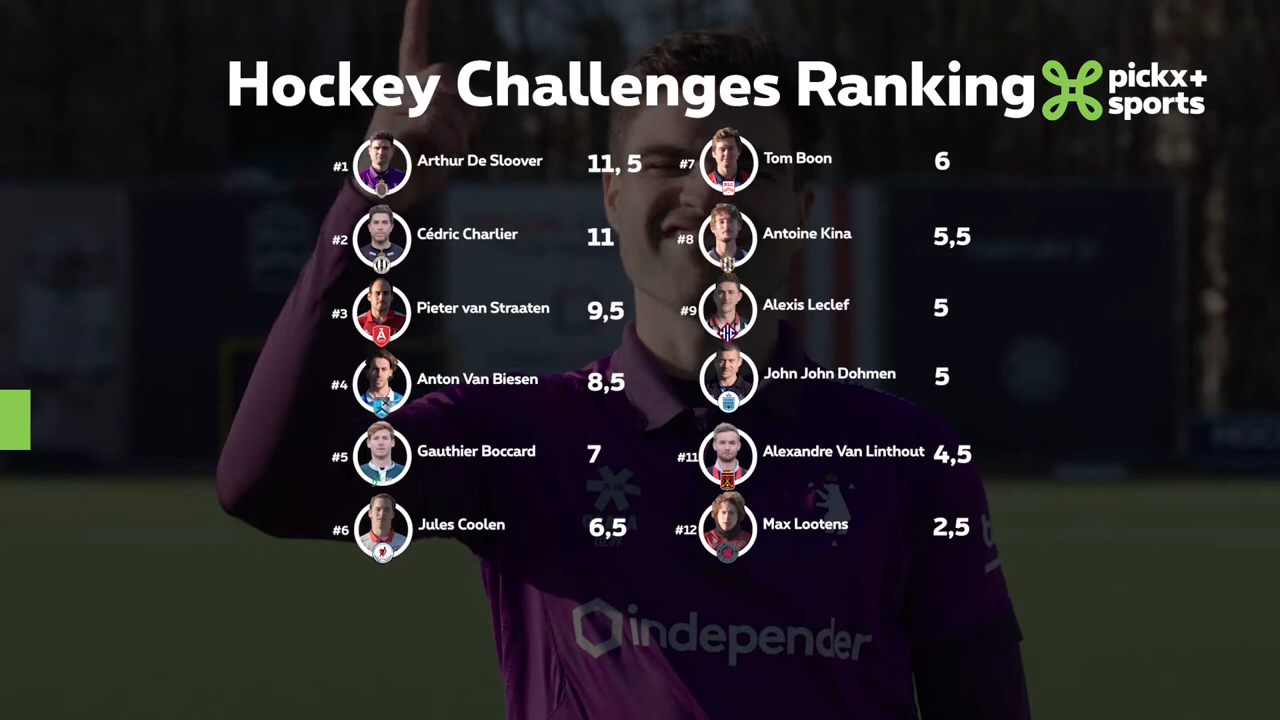 Hockey Challenges Ranking
pickx+
sports
#1 Arthur De Sloover 11, 5
#2 Cédric Charlier 11
#3 Pieter van Straaten 9,5
#4 Anton Van Biesen 8,5
#5 Gauthier Boccard 7
#6 Jules Coolen 6,5
#7 Tom Boon 6
#8 Antoine Kina 5,5
#9 Alexis Leclef 5
John John Dohmen 5
#11 Alexandre Van Linthout 4,5
#12 Max Lootens 2,5
independer